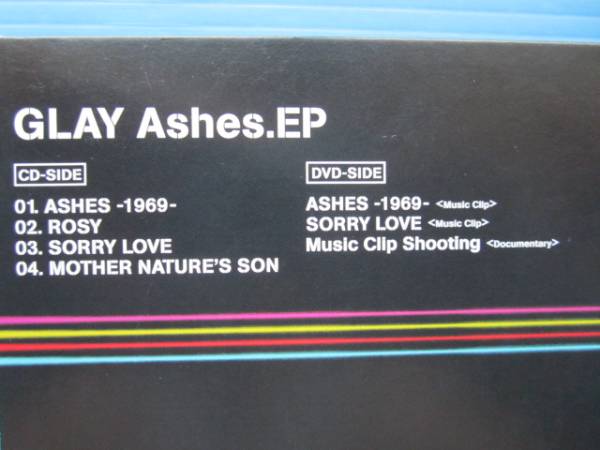 GLAY Ashes.EP
CD-SIDE
01. ASHES -1969-
02. ROSY
03. SORRY LOVE
04. MOTHER NATURE'S SON
DVD-SIDE
ASHES -1969- <Music Clip>
SORRY LOVE <Music Clip>
Music Clip Shooting <Documentary>